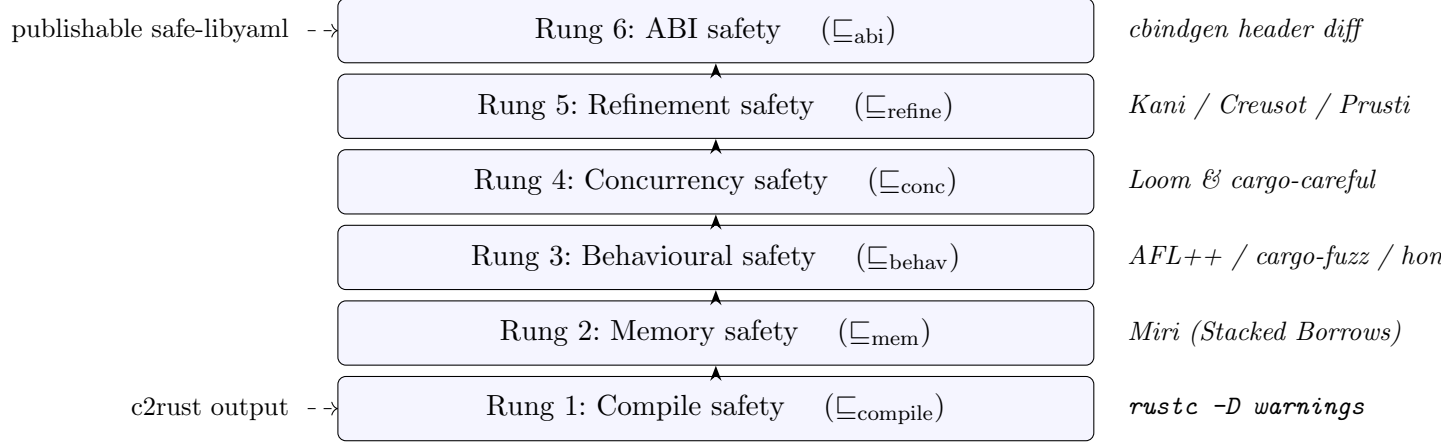 publishable safe-libyaml Rung 6: ABI safety (⊑abi) cbindgen header diff
Rung 5: Refinement safety (⊑refine) Kani / Creusot / Prusti
Rung 4: Concurrency safety (⊑conc) Loom & cargo-careful
Rung 3: Behavioural safety (⊑behav) AFL++ / cargo-fuzz /
Rung 2: Memory safety (⊑mem) Miri (Stacked Borrows)
c2rust output Rung 1: Compile safety (⊑compile) rustc -D warnings